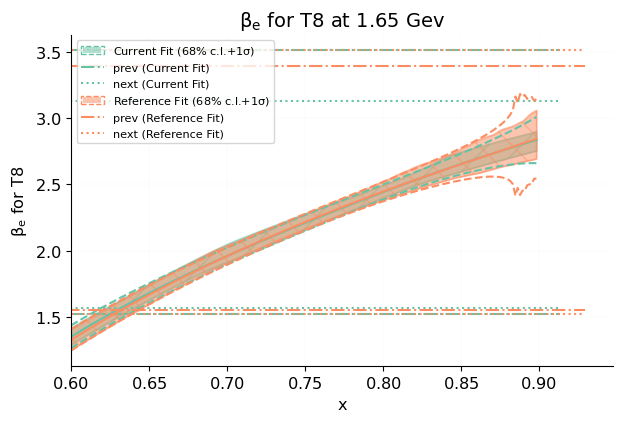 βe for T8 at 1.65 Gev
Current Fit (68% c.l.+1σ)
prev (Current Fit)
next (Current Fit)
Reference Fit (68% c.l.+1σ)
prev (Reference Fit)
next (Reference Fit)
βe for T8
3.5
3.0
2.5
2.0
1.5
0.60 0.65 0.70 0.75 0.80 0.85 0.90
x